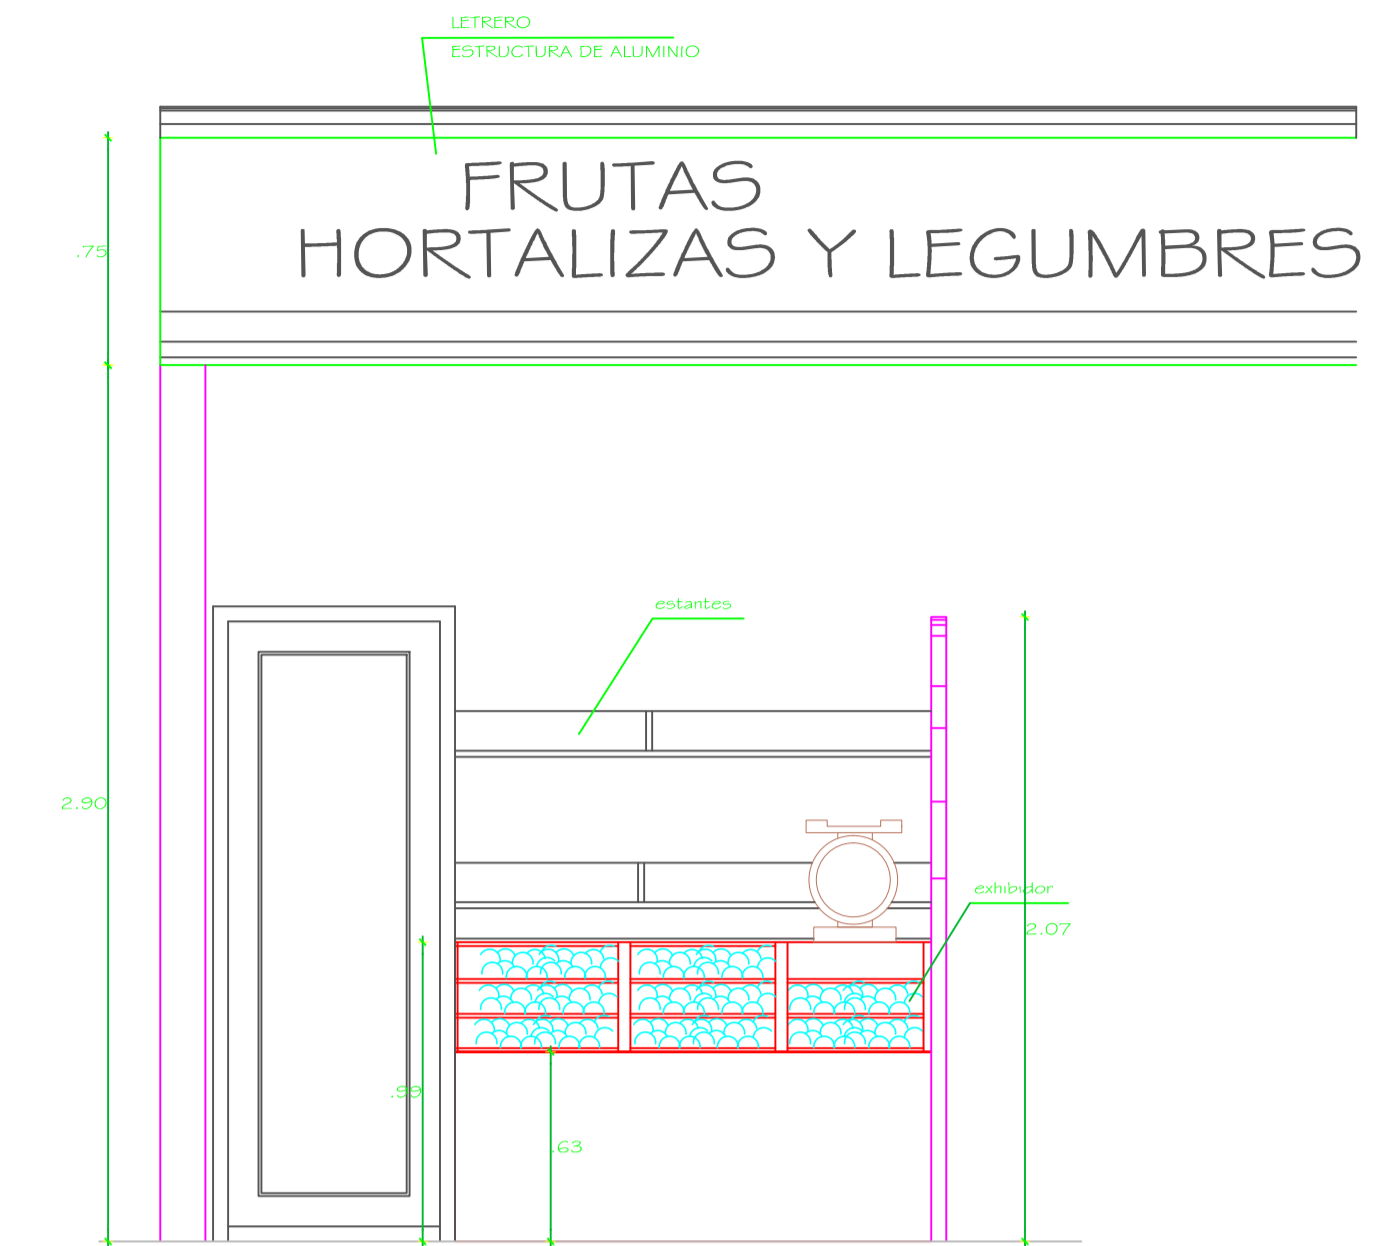 LETRERO
ESTRUCTURA DE ALUMINIO
FRUTAS
HORTALIZAS Y LEGUMBRES
.75
estantes
2.90
exhibidor
2.07
.99
.63